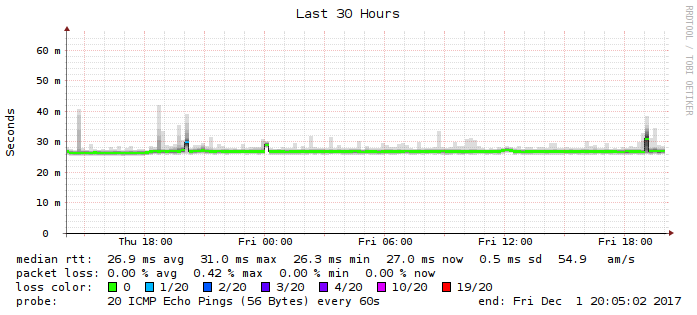 Last 30 Hours
RRDTOOL / TOBI OETIKER
Seconds
60 m
50 m
40 m
30 m
20 m
10 m
0
Thu 18:00 Fri 00:00 Fri 06:00 Fri 12:00 Fri 18:00
median rtt: 26.9 ms avg 31.0 ms max 26.3 ms min 27.0 ms now 0.5 ms sd 54.9 am/s
packet loss: 0.00 % avg 0.42 % max 0.00 % min 0.00 % now
loss color: 0 1/20 2/20 3/20 4/20 10/20 19/20
probe: 20 ICMP Echo Pings (56 Bytes) every 60s end: Fri Dec 1 20:05:02 2017